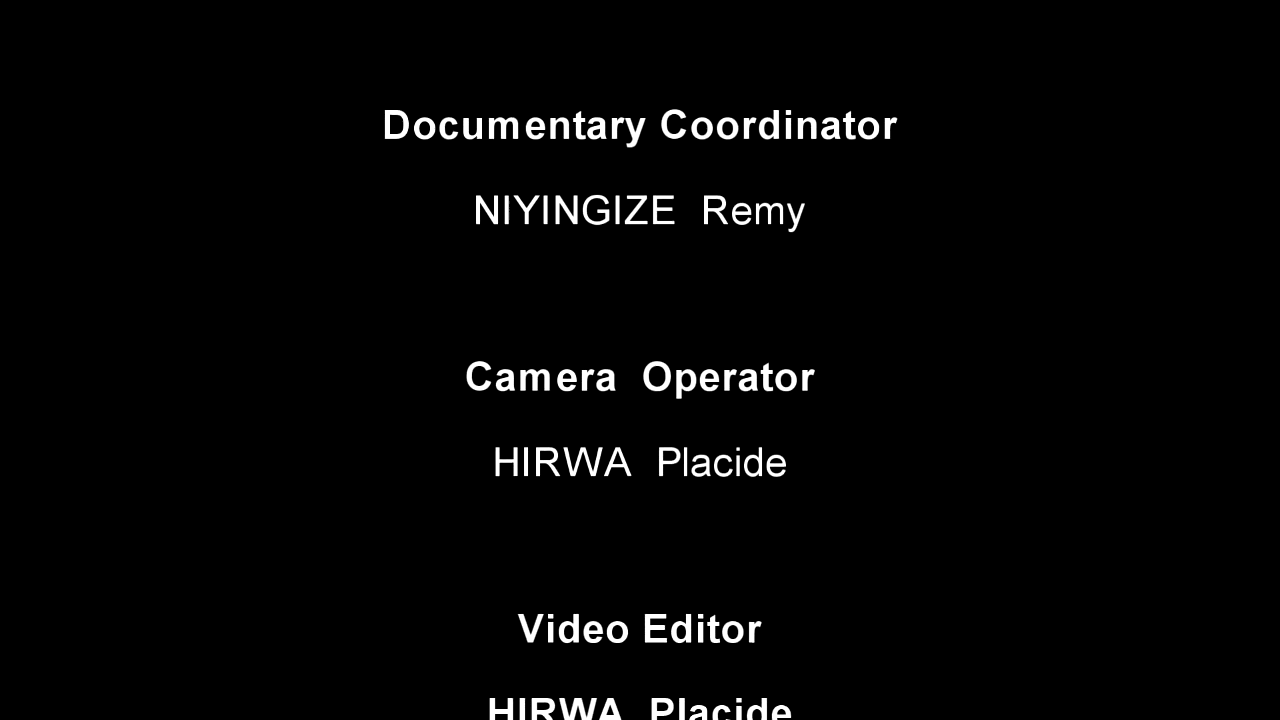 Documentary Coordinator
NIYINGIZE Remy
Camera Operator
HIRWA Placide
Video Editor
HIRWA Placide